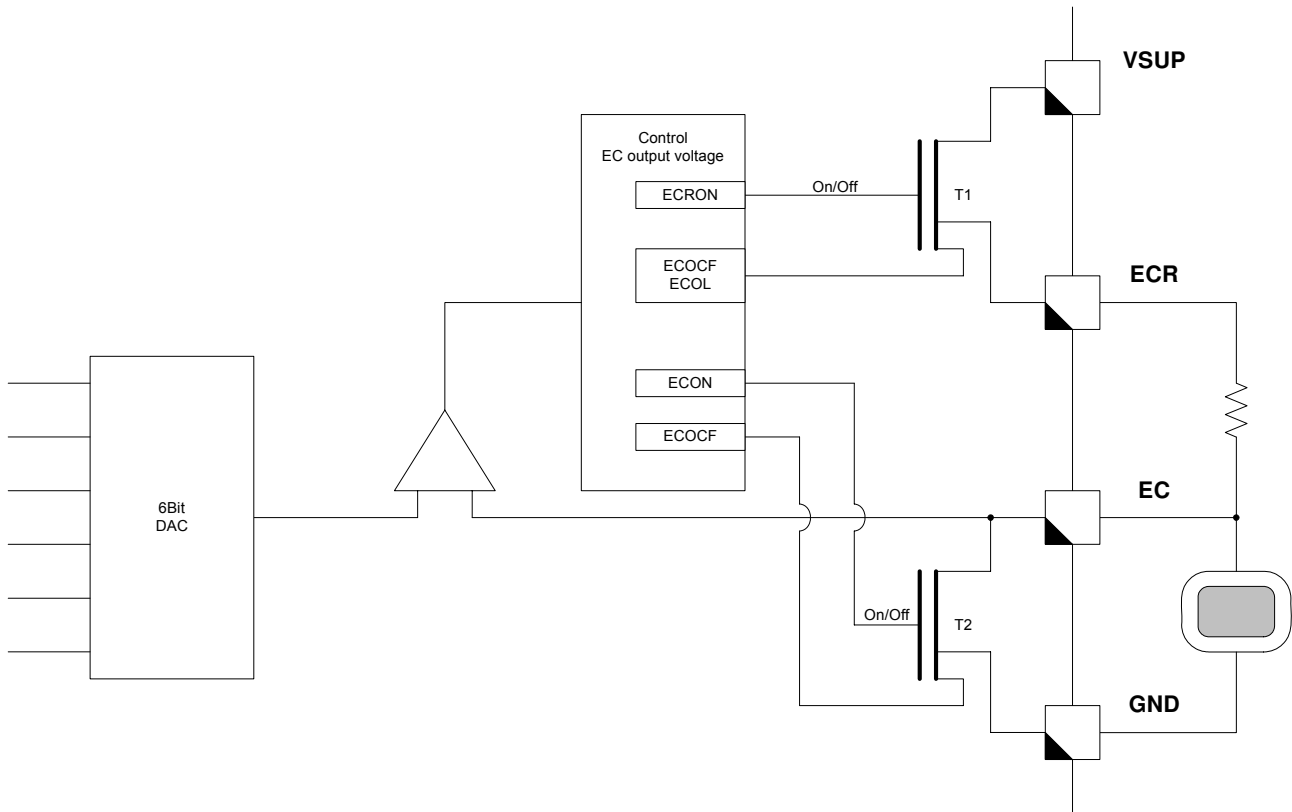 VSUP
Control
EC output voltage
ECRON
On/Off
T1
ECOCF
ECOL
ECR
ECON
ECOCF
EC
6Bit
DAC
On/Off
T2
GND